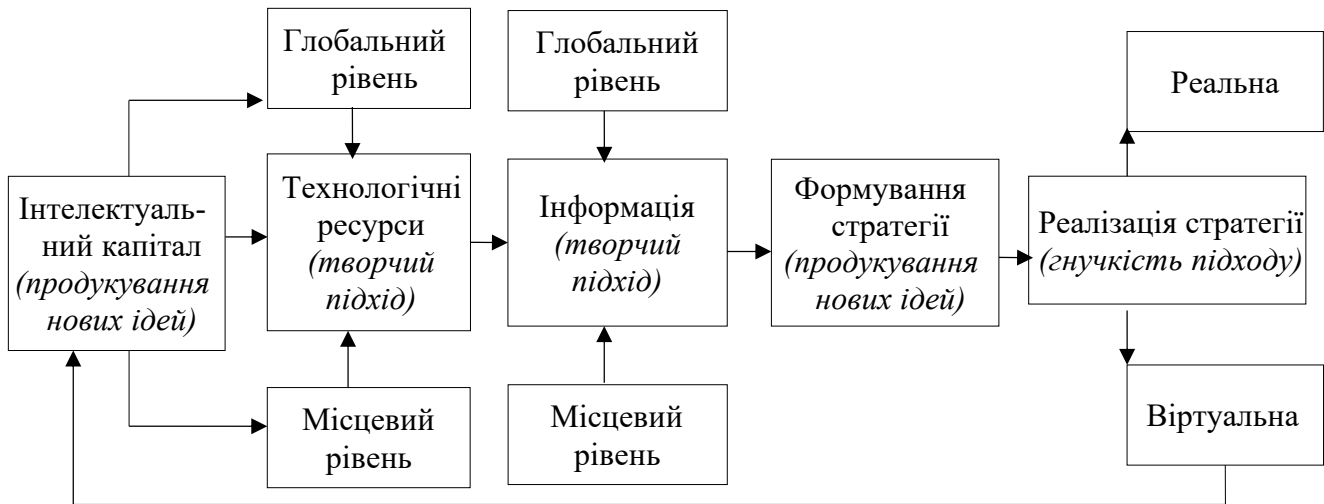 Глобальний
рівень
Глобальний
рівень
Реальна
Інтелектуаль-
ний капітал
(продукування
нових ідей)
Технологічні
ресурси
(творчий
підхід)
Інформація
(творчий
підхід)
Формування
стратегії
(продукування
нових ідей)
Реалізація стратегії
(гнучкість підходу)
Місцевий
рівень
Місцевий
рівень
Віртуальна